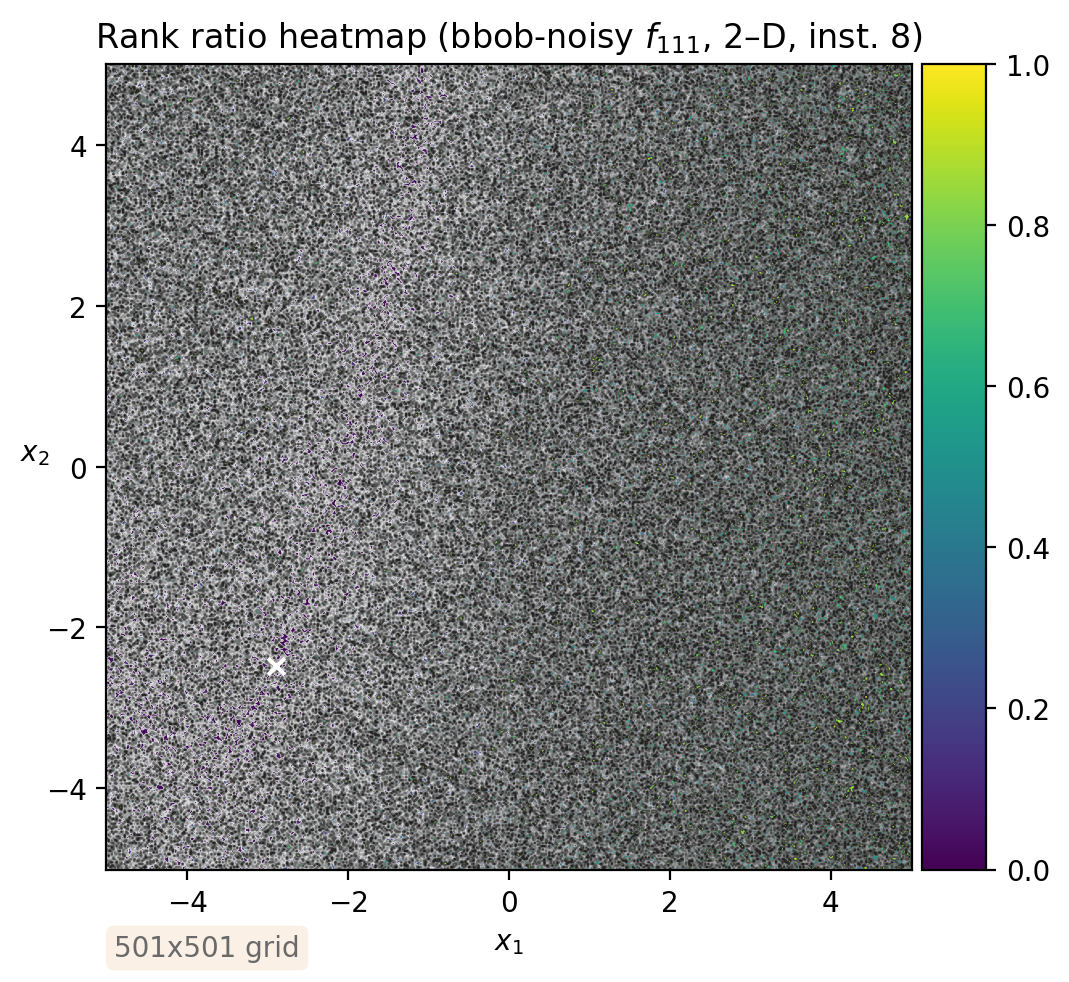 Rank ratio heatmap (bbob-noisy f₁₁₁, 2–D, inst. 8)
1.0
0.8
0.6
0.4
0.2
0.0
4
2
0
−2
−4
x₂
−4 −2 0 2 4
x₁
501x501 grid